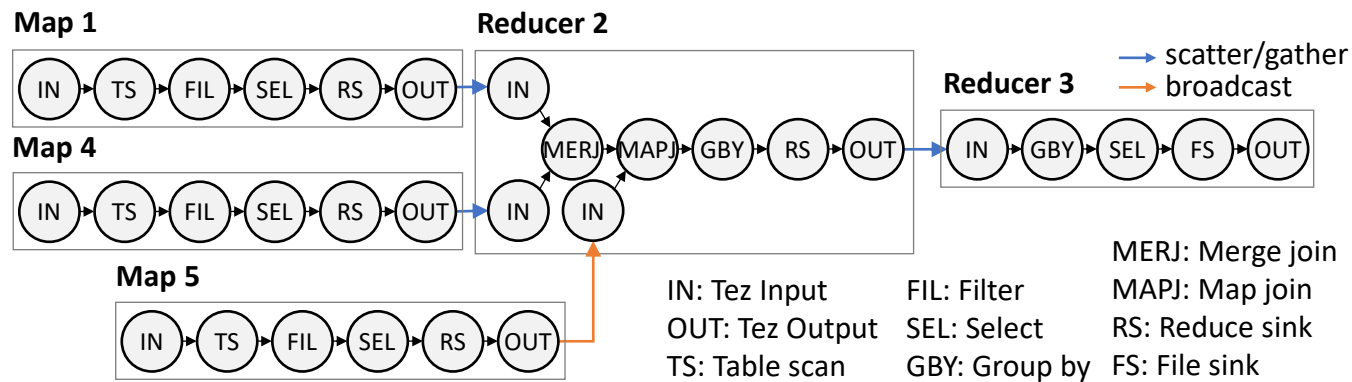 Map 1
IN TS FIL SEL RS OUT
Map 4
IN TS FIL SEL RS OUT
Map 5
IN TS FIL SEL RS OUT
Reducer 2
IN
MERJ MAPJ GBY RS OUT
IN IN
Reducer 3
IN GBY SEL FS OUT
scatter/gather
broadcast
IN: Tez Input
OUT: Tez Output
TS: Table scan
FIL: Filter
SEL: Select
GBY: Group by
MERJ: Merge join
MAPJ: Map join
RS: Reduce sink
FS: File sink